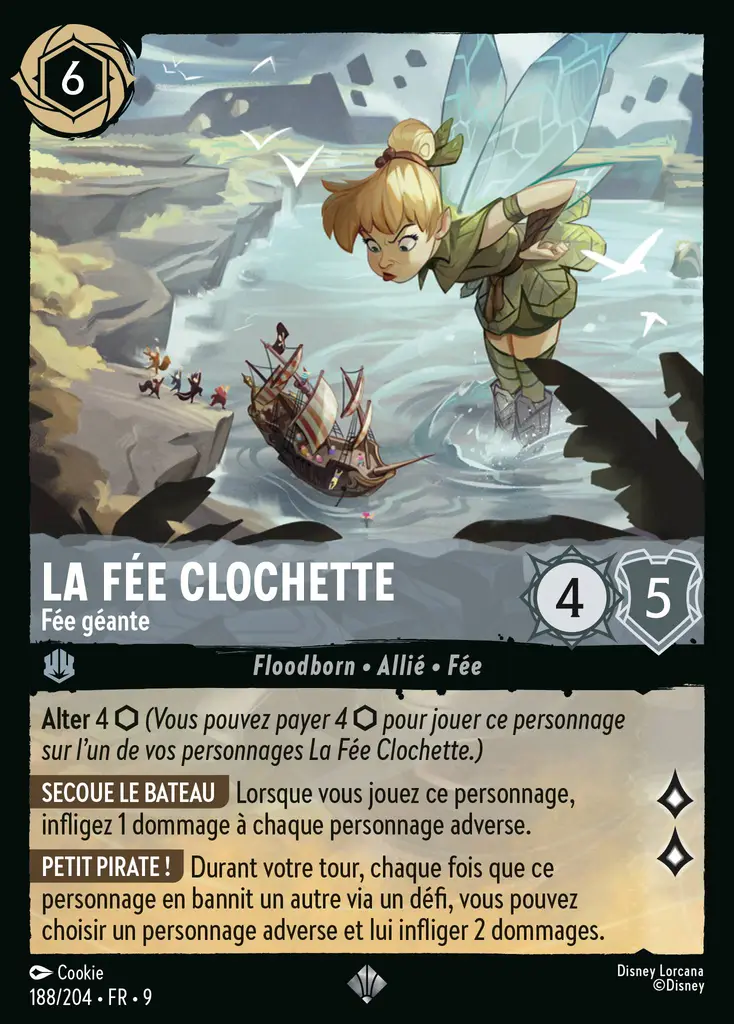 6
LA FÉE CLOCHETTE
Fée géante
4
5
Floodborn • Allié • Fée
Alter 4 ⬡ (Vous pouvez payer 4 ⬡ pour jouer ce personnage
sur l'un de vos personnages La Fée Clochette.)
SECOUE LE BATEAU Lorsque vous jouez ce personnage,
infligez 1 dommage à chaque personnage adverse.
PETIT PIRATE ! Durant votre tour, chaque fois que ce
personnage en bannit un autre via un défi, vous pouvez
choisir un personnage adverse et lui infliger 2 dommages.
Cookie
188/204 • FR • 9
Disney Lorcana
©Disney